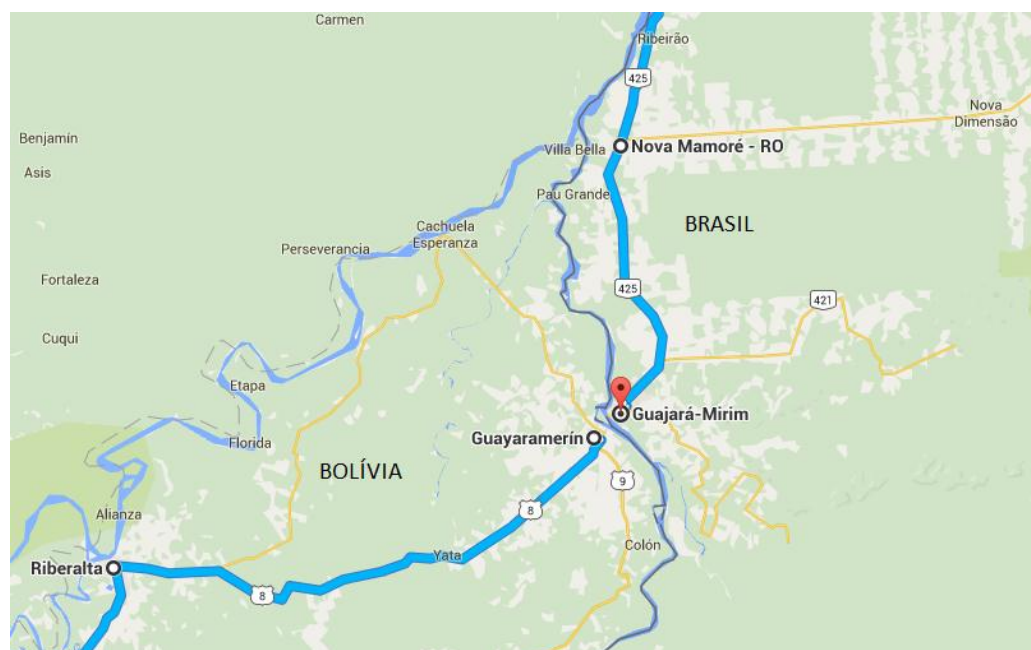 Carmen
Ribeirão
425
Nova
Dimensão
Benjamín
Asis
Villa Bella
Nova Mamoré - RO
Pau Grande
BRASIL
Cachuela
Esperanza
Perseverancia
Fortaleza
425
421
Cuqui
Etapa
Guajará-Mirim
Florida
Guayaramerín
BOLÍVIA
9
8
Alianza
Colón
Yata
Riberalta
8